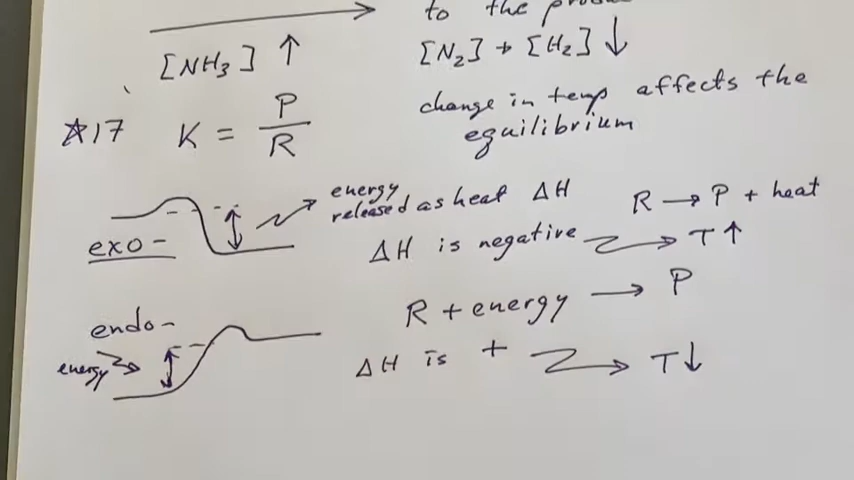 to the
[NH₃] ↑
[N₂] + [H₂] ↓
change in temp affects the
equilibrium
☆17 K = P/R
energy
released as heat ΔH
R → P + heat
exo-
ΔH is negative → T↑
R + energy → P
endo-
energy
ΔH is + → T↓